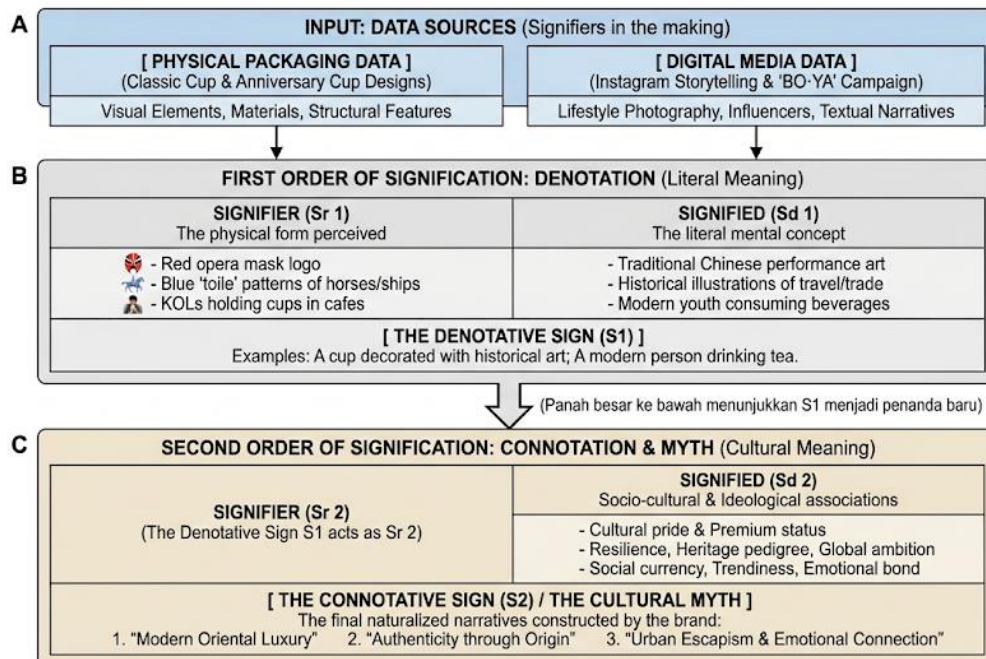 A
INPUT: DATA SOURCES (Signifiers in the making)
[ PHYSICAL PACKAGING DATA ]
(Classic Cup & Anniversary Cup Designs)
Visual Elements, Materials, Structural Features
[ DIGITAL MEDIA DATA ]
(Instagram Storytelling & 'BO·YA' Campaign)
Lifestyle Photography, Influencers, Textual Narratives
B
FIRST ORDER OF SIGNIFICATION: DENOTATION (Literal Meaning)
SIGNIFIER (Sr 1)
The physical form perceived
- Red opera mask logo
- Blue 'toile' patterns of horses/ships
- KOLs holding cups in cafes
SIGNIFIED (Sd 1)
The literal mental concept
- Traditional Chinese performance art
- Historical illustrations of travel/trade
- Modern youth consuming beverages
[ THE DENOTATIVE SIGN (S1) ]
Examples: A cup decorated with historical art; A modern person drinking tea.
(Panah besar ke bawah menunjukkan S1 menjadi penanda baru)
C
SECOND ORDER OF SIGNIFICATION: CONNOTATION & MYTH (Cultural Meaning)
SIGNIFIER (Sr 2)
(The Denotative Sign S1 acts as Sr 2)
SIGNIFIED (Sd 2)
Socio-cultural & Ideological associations
- Cultural pride & Premium status
- Resilience, Heritage pedigree, Global ambition
- Social currency, Trendiness, Emotional bond
[ THE CONNOTATIVE SIGN (S2) / THE CULTURAL MYTH ]
The final naturalized narratives constructed by the brand:
1. "Modern Oriental Luxury" 2. "Authenticity through Origin" 3. "Urban Escapism & Emotional Connection"